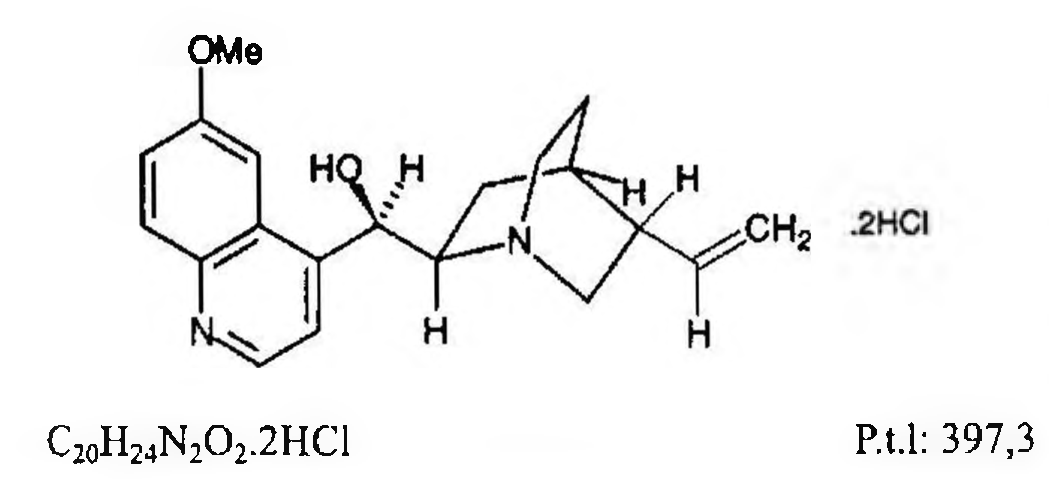 OMe
HO H
H H
N CH₂ .2HCl
H H
N
C₂₀H₂₄N₂O₂.2HCl P.t.l: 397,3